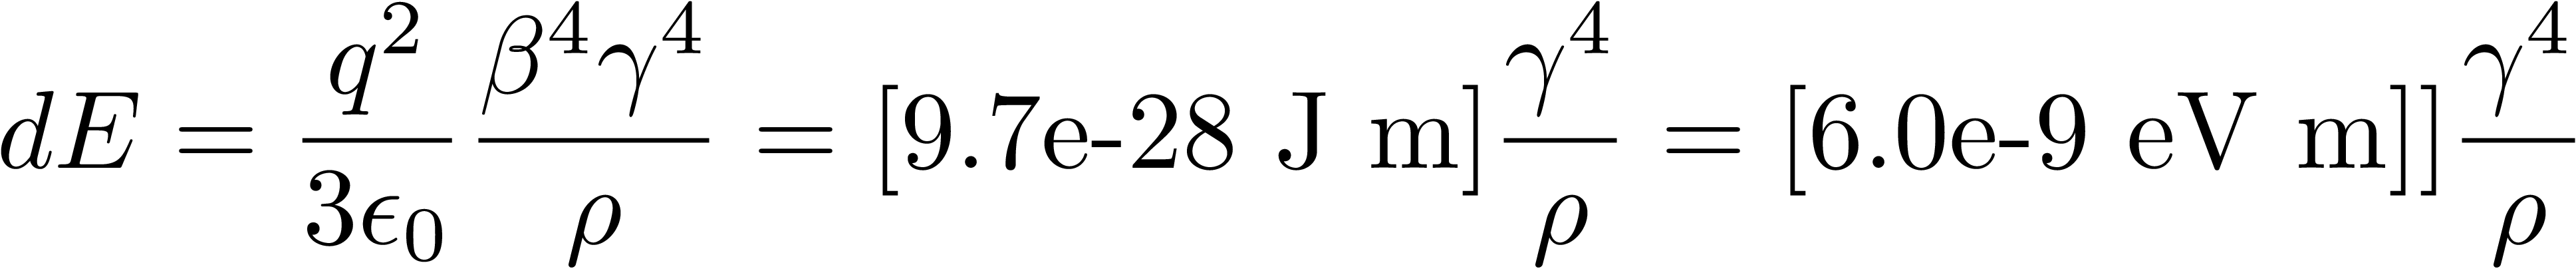 dE = \frac{q^2}{3\epsilon_0} \frac{\beta^4 \gamma^4}{\rho} = [9.7e-28 J m] \frac{\gamma^4}{\rho} = [6.0e-9 eV m]] \frac{\gamma^4}{\rho}